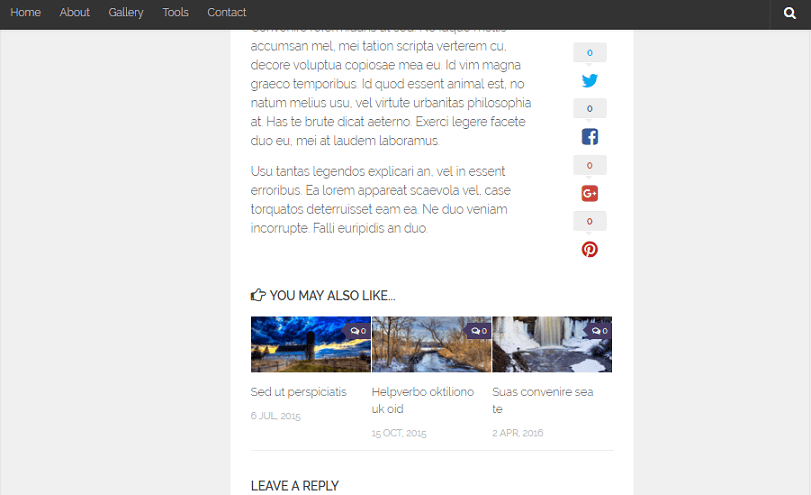 Home About Gallery Tools Contact
accumsan mel, mei tation scripta verterem cu,
decore voluptua copiosae mea eu. Id vim magna
graeco temporibus. Id quod essent animal est, no
natum melius usu, vel virtute urbanitas philosophia
at. Has te brute dicat aeterno. Exerci legere facete
duo eu, mei at laudem laboramus.
Usu tantas legendos explicari an, vel in essent
erroribus. Ea lorem appareat scaevola vel, case
torquatos deterruisset eam ea. Ne duo veniam
incorrupte. Falli euripidis an duo.
0
0
G+
0
0
YOU MAY ALSO LIKE...
0
0
0
Sed ut perspiciatis
6 JUL, 2015
Helpverbo oktiliono
uk oid
15 OCT, 2015
Suas convenire sea
te
2 APR, 2016
LEAVE A REPLY